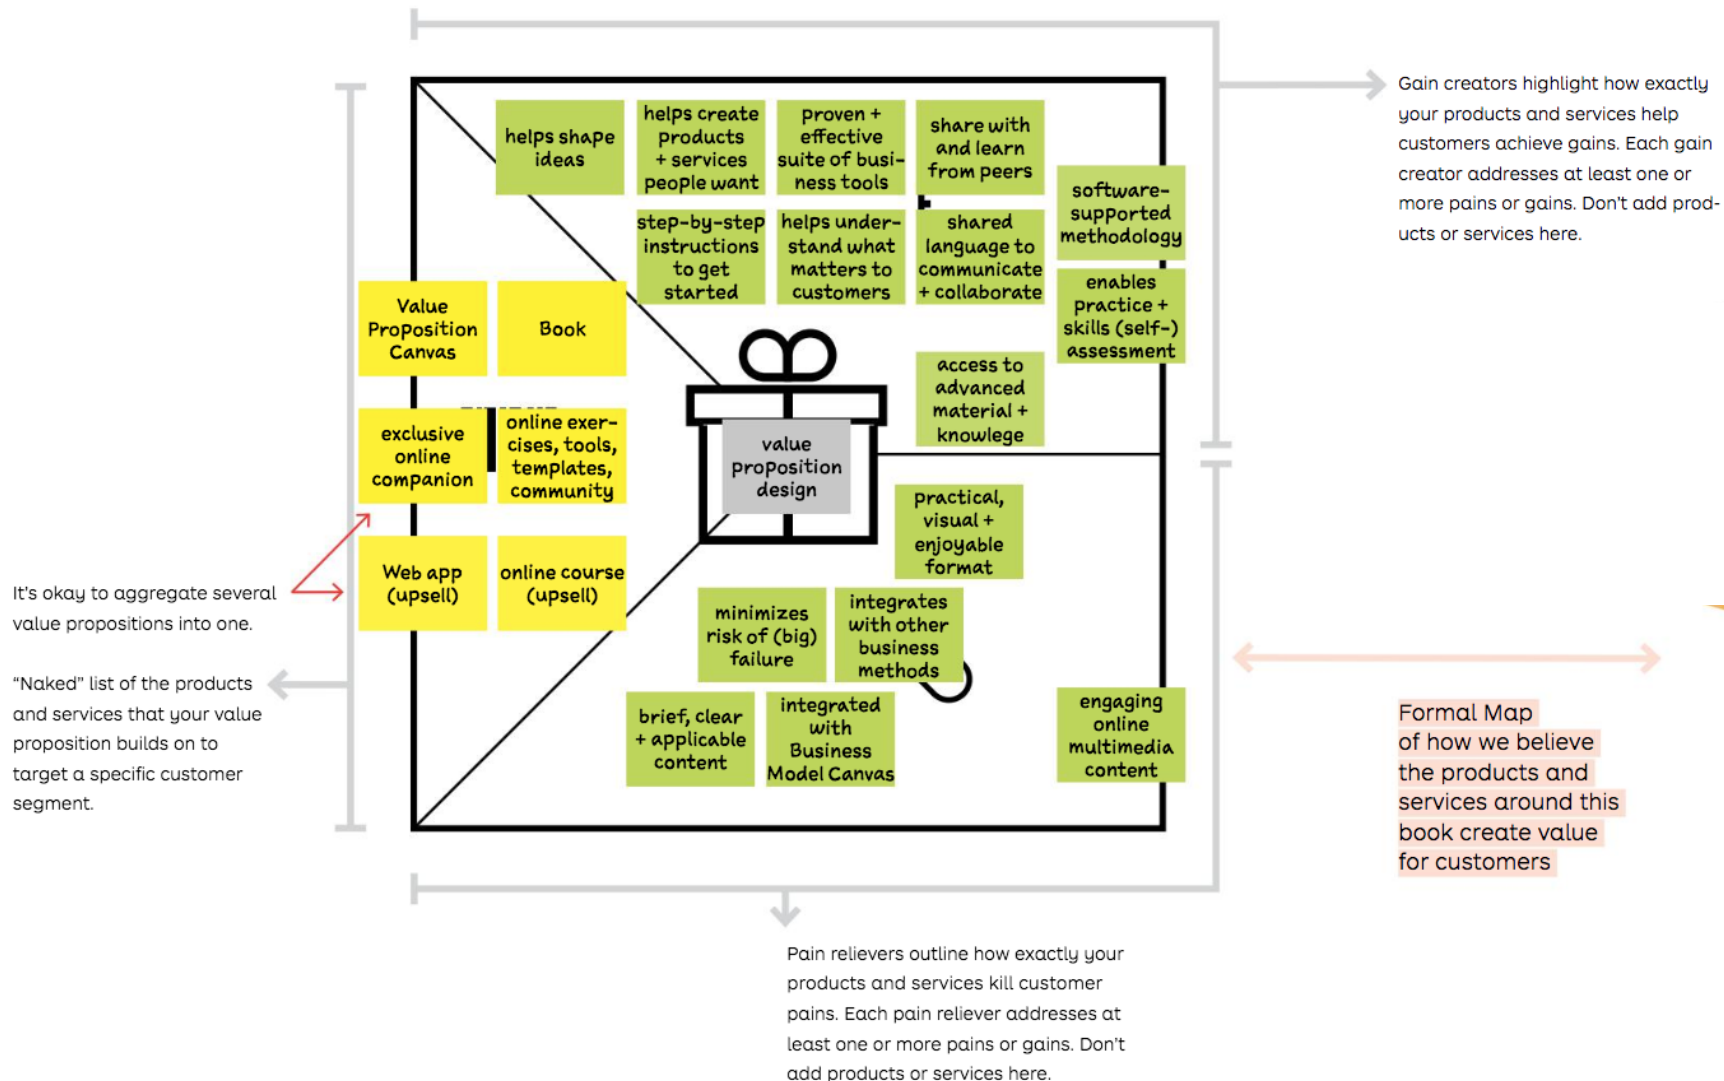 Gain creators highlight how exactly
your products and services help
customers achieve gains. Each gain
creator addresses at least one or
more pains or gains. Don't add prod-
ucts or services here.
helps shape
ideas
helps create
products
+ services
people want
proven +
effective
suite of busi-
ness tools
share with
and learn
from peers
software-
supported
methodology
step-by-step
instructions
to get
started
helps under-
stand what
matters to
customers
shared
language to
communicate
+ collaborate
enables
practice +
skills (self-)
assessment
access to
advanced
material +
knowlege
Value
Proposition
Canvas
Book
exclusive
online
companion
online exer-
cises, tools,
templates,
community
Web app
(upsell)
online course
(upsell)
value
proposition
design
practical,
visual +
enjoyable
format
minimizes
risk of (big)
failure
integrates
with other
business
methods
brief, clear
+ applicable
content
integrated
with
Business
Model Canvas
engaging
online
multimedia
content
It's okay to aggregate several
value propositions into one.
“Naked” list of the products
and services that your value
proposition builds on to
target a specific customer
segment.
Formal Map
of how we believe
the products and
services around this
book create value
for customers
Pain relievers outline how exactly your
products and services kill customer
pains. Each pain reliever addresses at
least one or more pains or gains. Don't
add products or services here.